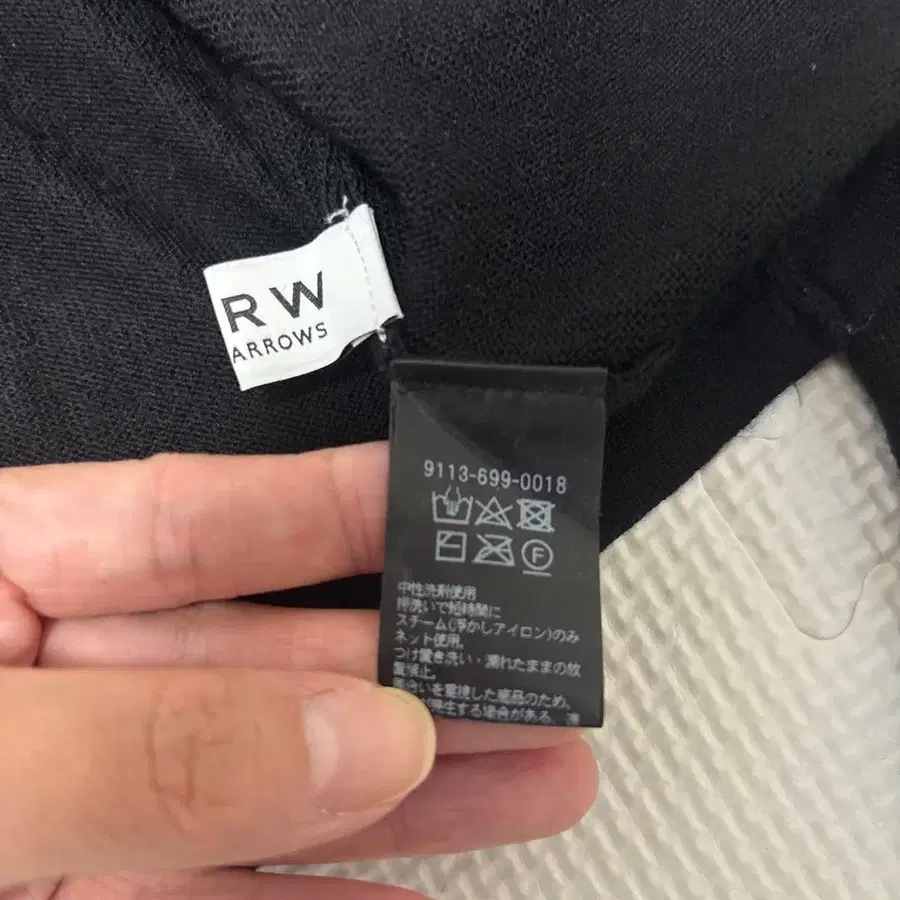 RW
ARROWS
9113-699-0018
F
中性洗剤使用
押洗いで短時間に
スチーム(浮かしアイロン)のみ
ネット使用。
つけ置き洗い・濡れたままの放
置禁止。
風合いを重視した商品のため、
発生する場合がある。